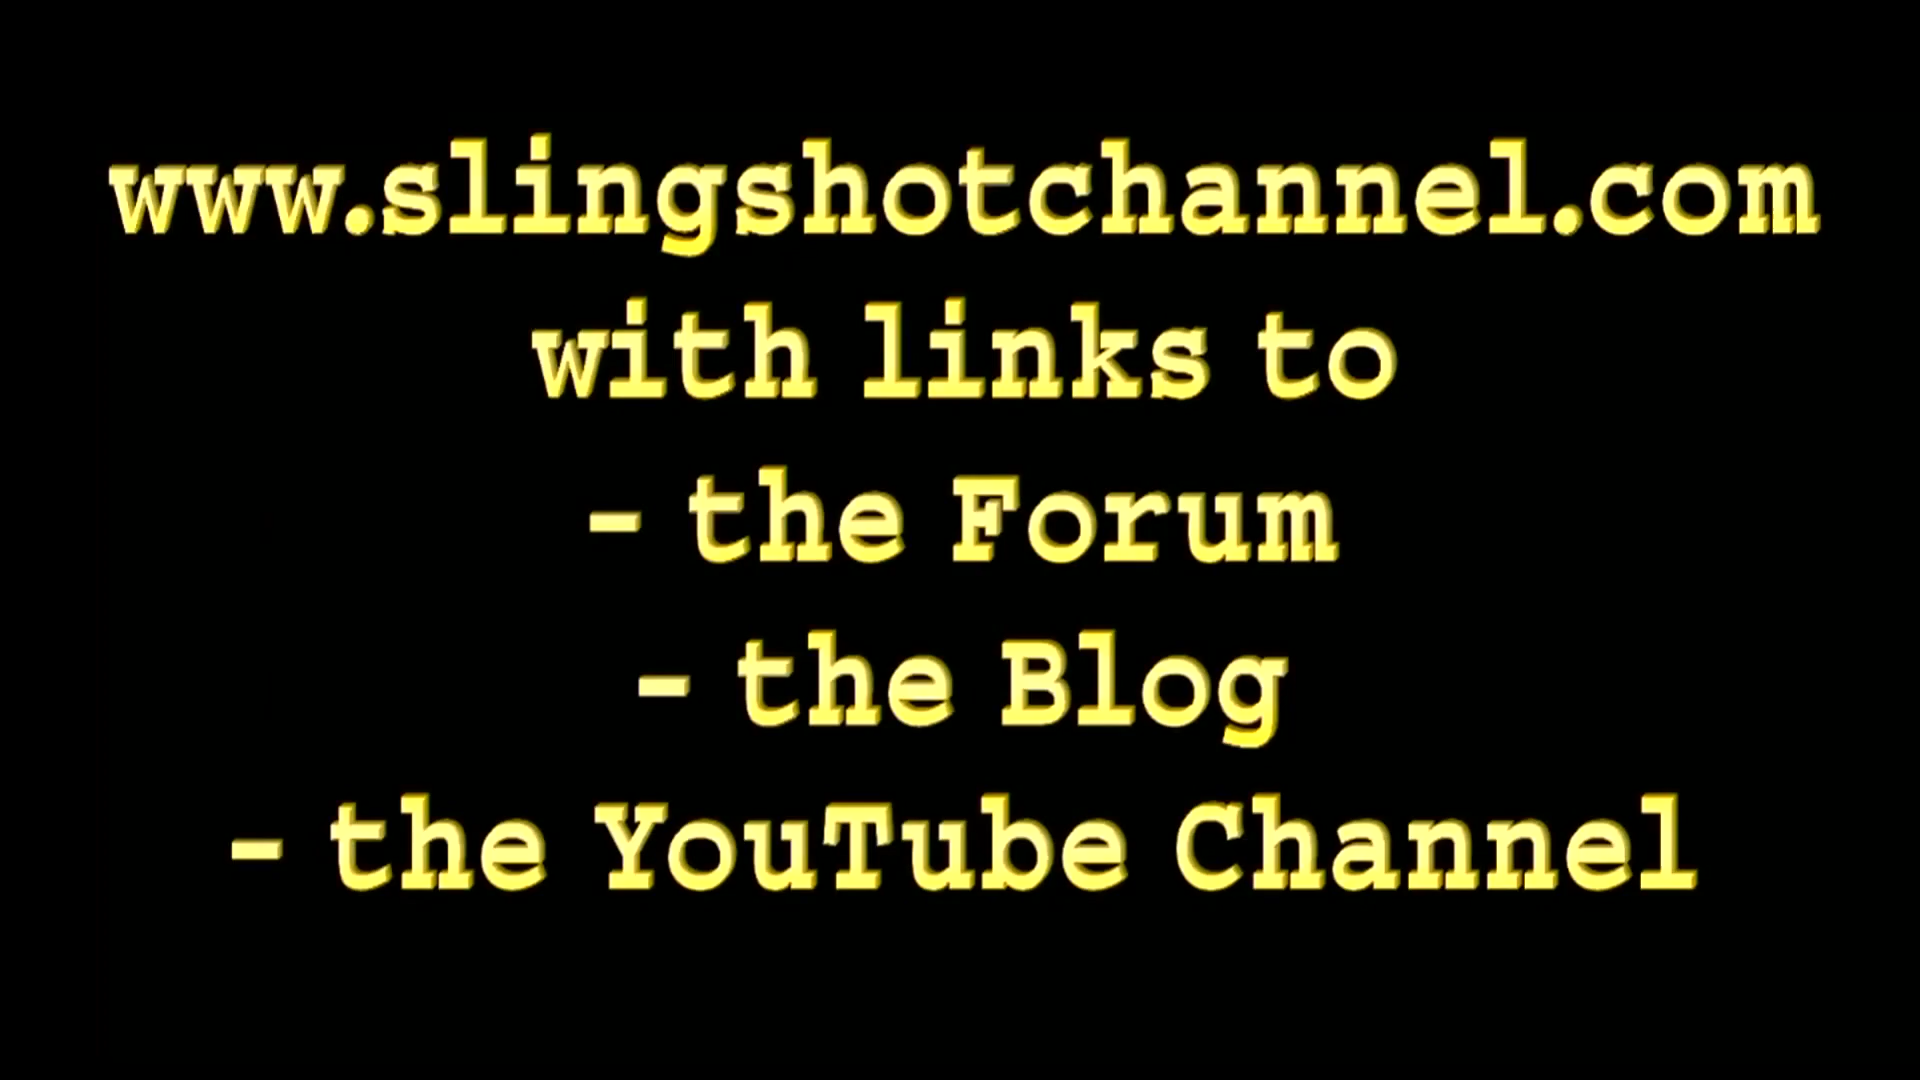 www.slingshotchannel.com
with links to
- the Forum
- the Blog
- the YouTube Channel